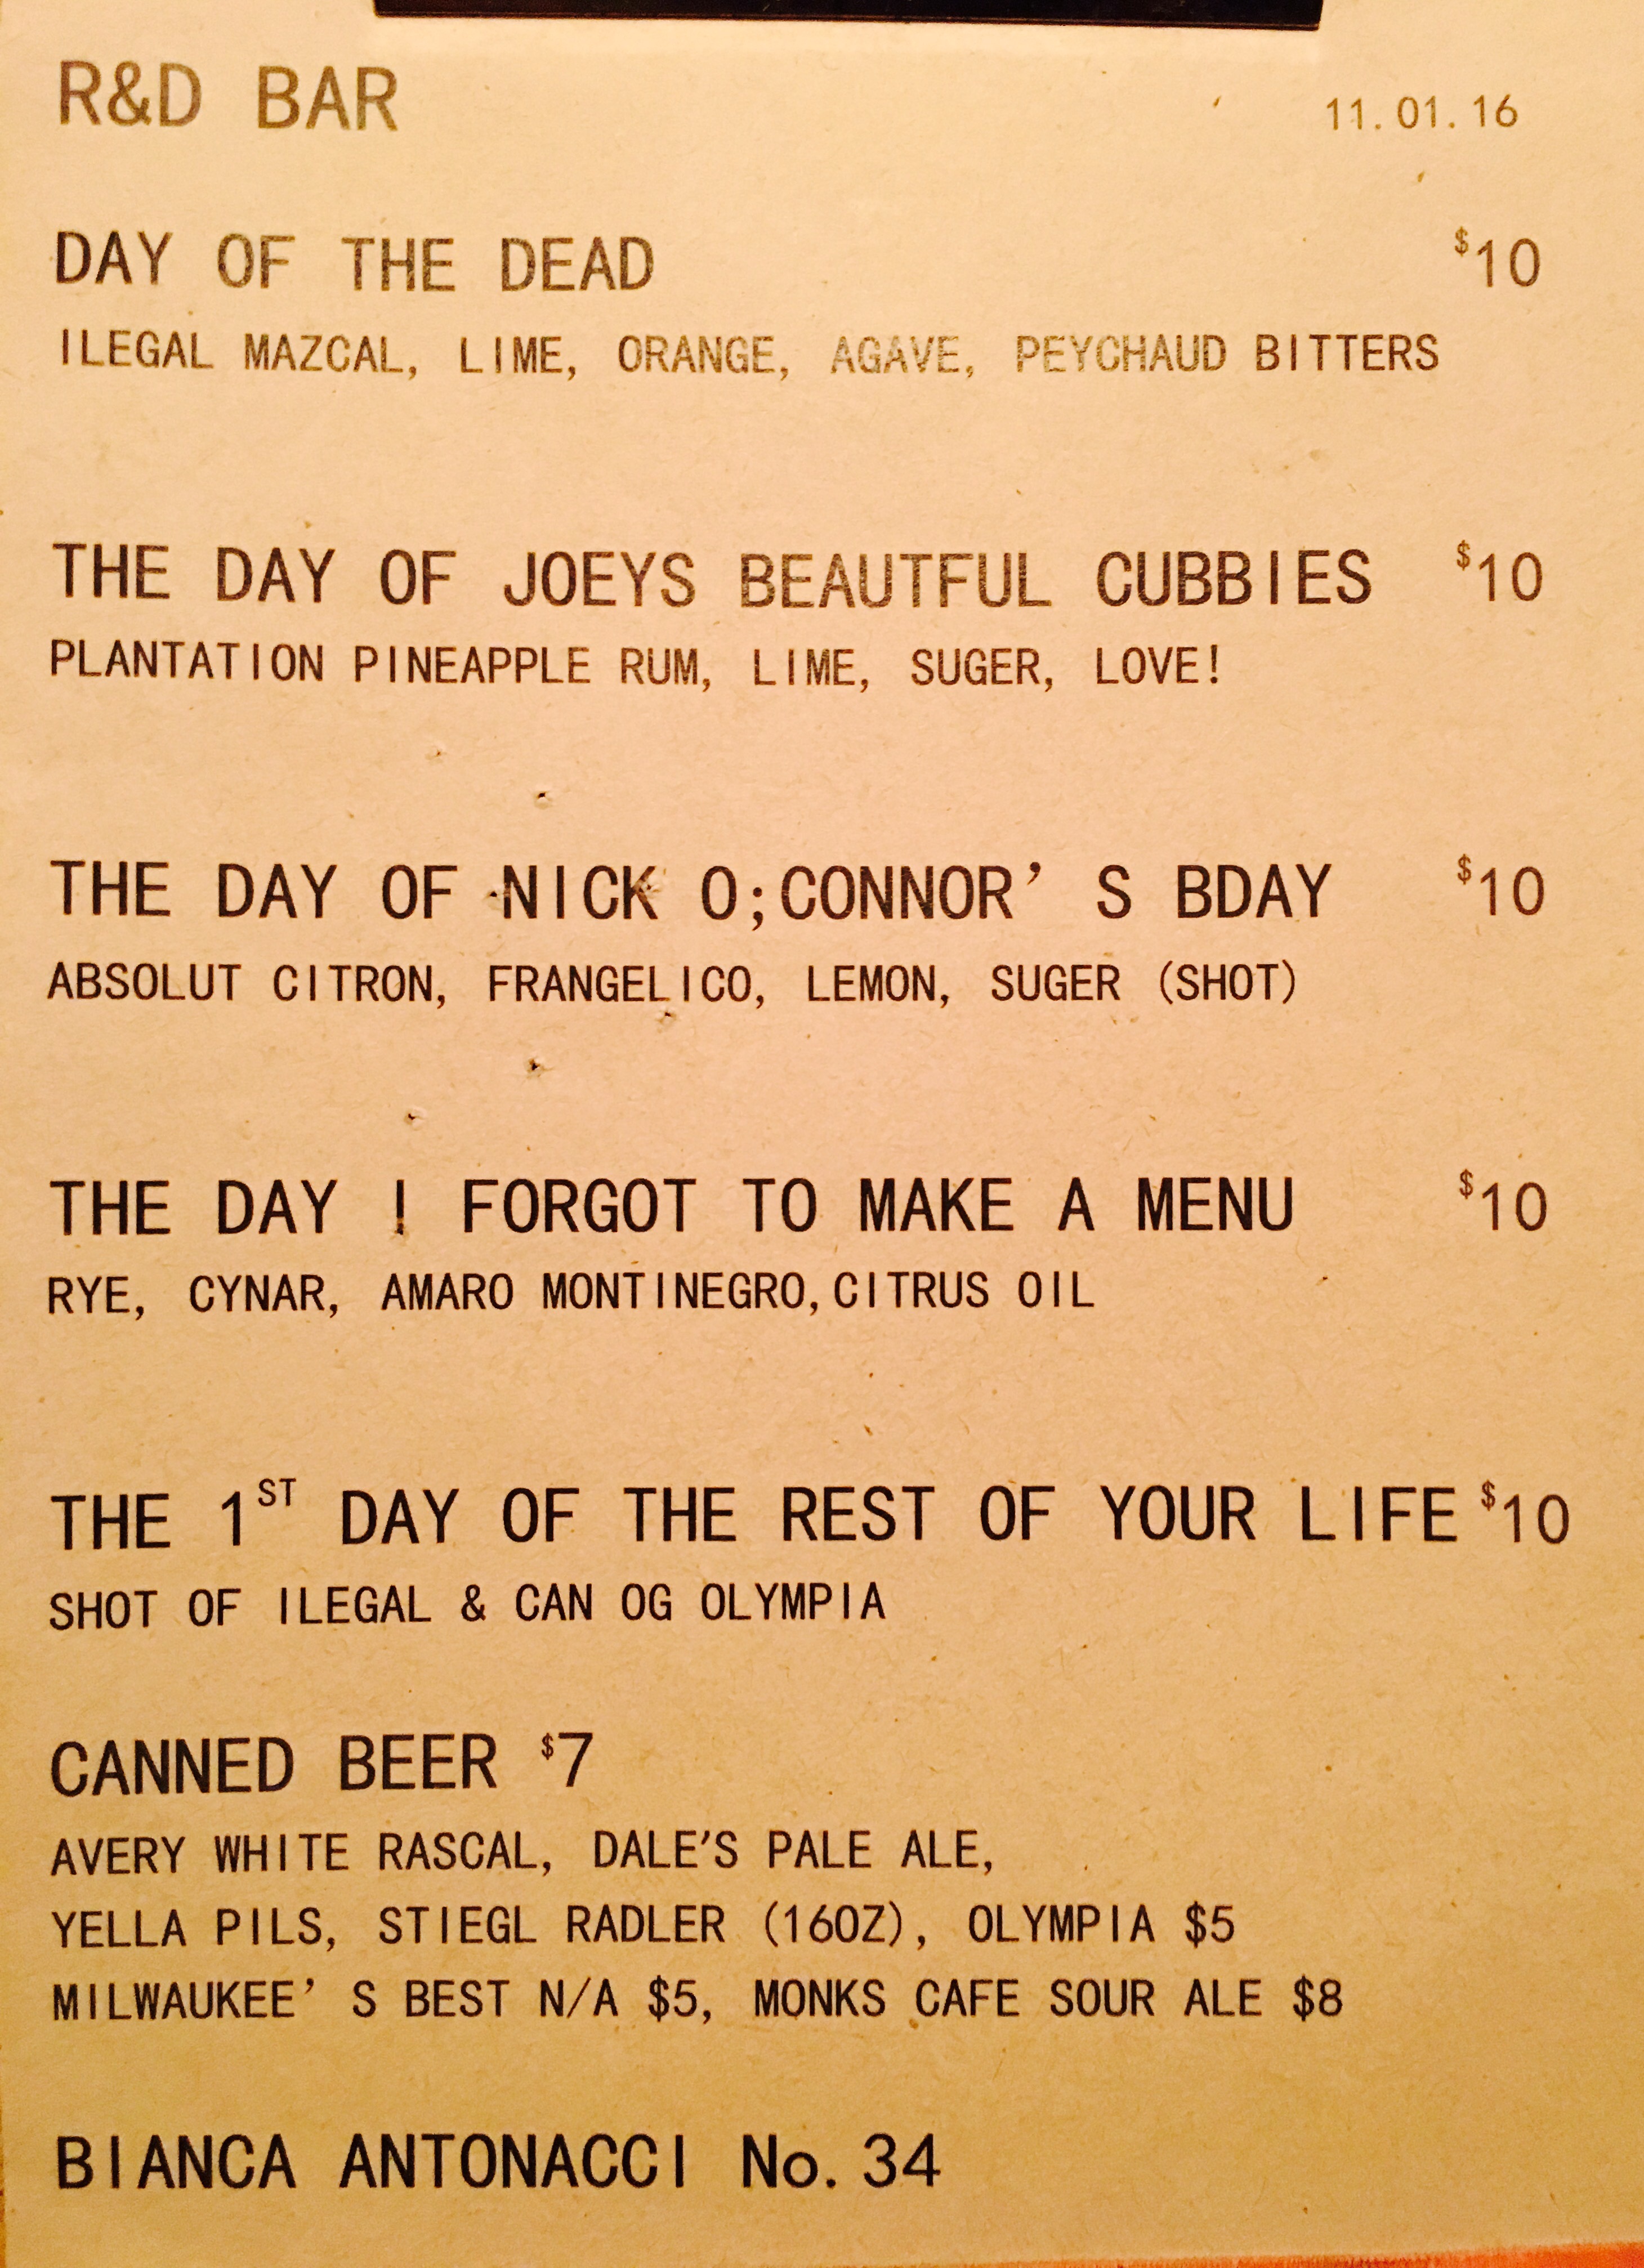 R&D BAR 11.01.16
DAY OF THE DEAD $10
ILEGAL MAZCAL, LIME, ORANGE, AGAVE, PEYCHAUD BITTERS
THE DAY OF JOEYS BEAUTFUL CUBBIES $10
PLANTATION PINEAPPLE RUM, LIME, SUGER, LOVE!
THE DAY OF NICK O;CONNOR’ S BDAY $10
ABSOLUT CITRON, FRANGELICO, LEMON, SUGER (SHOT)
THE DAY ! FORGOT TO MAKE A MENU $10
RYE, CYNAR, AMARO MONTINEGRO,CITRUS OIL
THE 1ST DAY OF THE REST OF YOUR LIFE $10
SHOT OF ILEGAL & CAN OG OLYMPIA
CANNED BEER $7
AVERY WHITE RASCAL, DALE'S PALE ALE,
YELLA PILS, STIEGL RADLER (16OZ), OLYMPIA $5
MILWAUKEE’ S BEST N/A $5, MONKS CAFE SOUR ALE $8
BIANCA ANTONACCI No. 34